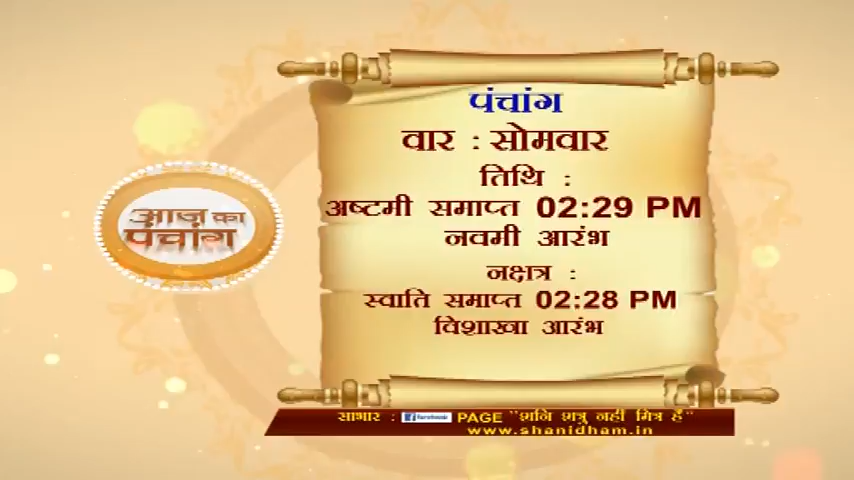 आज का
पंचांग
पंचांग
वार : सोमवार
तिथि :
अष्टमी समाप्त 02:29 PM
नवमी आरंभ
नक्षत्र :
स्वाति समाप्त 02:28 PM
विशाखा आरंभ
साभार : facebook PAGE "शनि शत्रु नहीं मित्र हैं"
www.shanidham.in